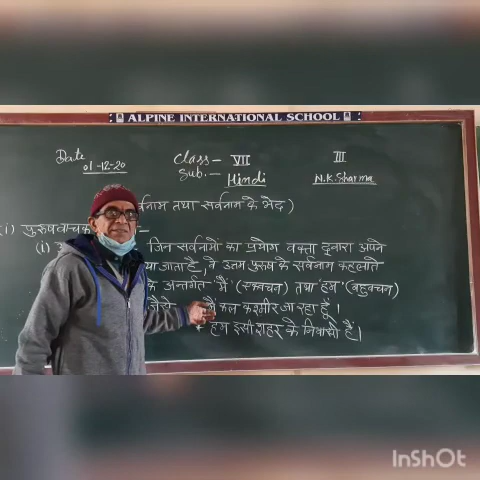 ALPINE INTERNATIONAL SCHOOL
Date 01-12-20
Class- VII
III
Sub.- Hindi
N.K. Sharma
र्वनाम तथा सर्वनाम के भेद)
(i) पुरुषवाचक
(i) जिन सर्वनामों का प्रयोग वक्ता द्वारा अपने
या जाता है, वे उत्तम पुरुष के सर्वनाम कहलाते
के अन्तर्गत 'मैं' (एकवचन) तथा 'हम' (बहुवचन)
जैसे मैं कल कश्मीर जा रहा हूँ।
हम इसी शहर के निवासी हैं।
InShOt